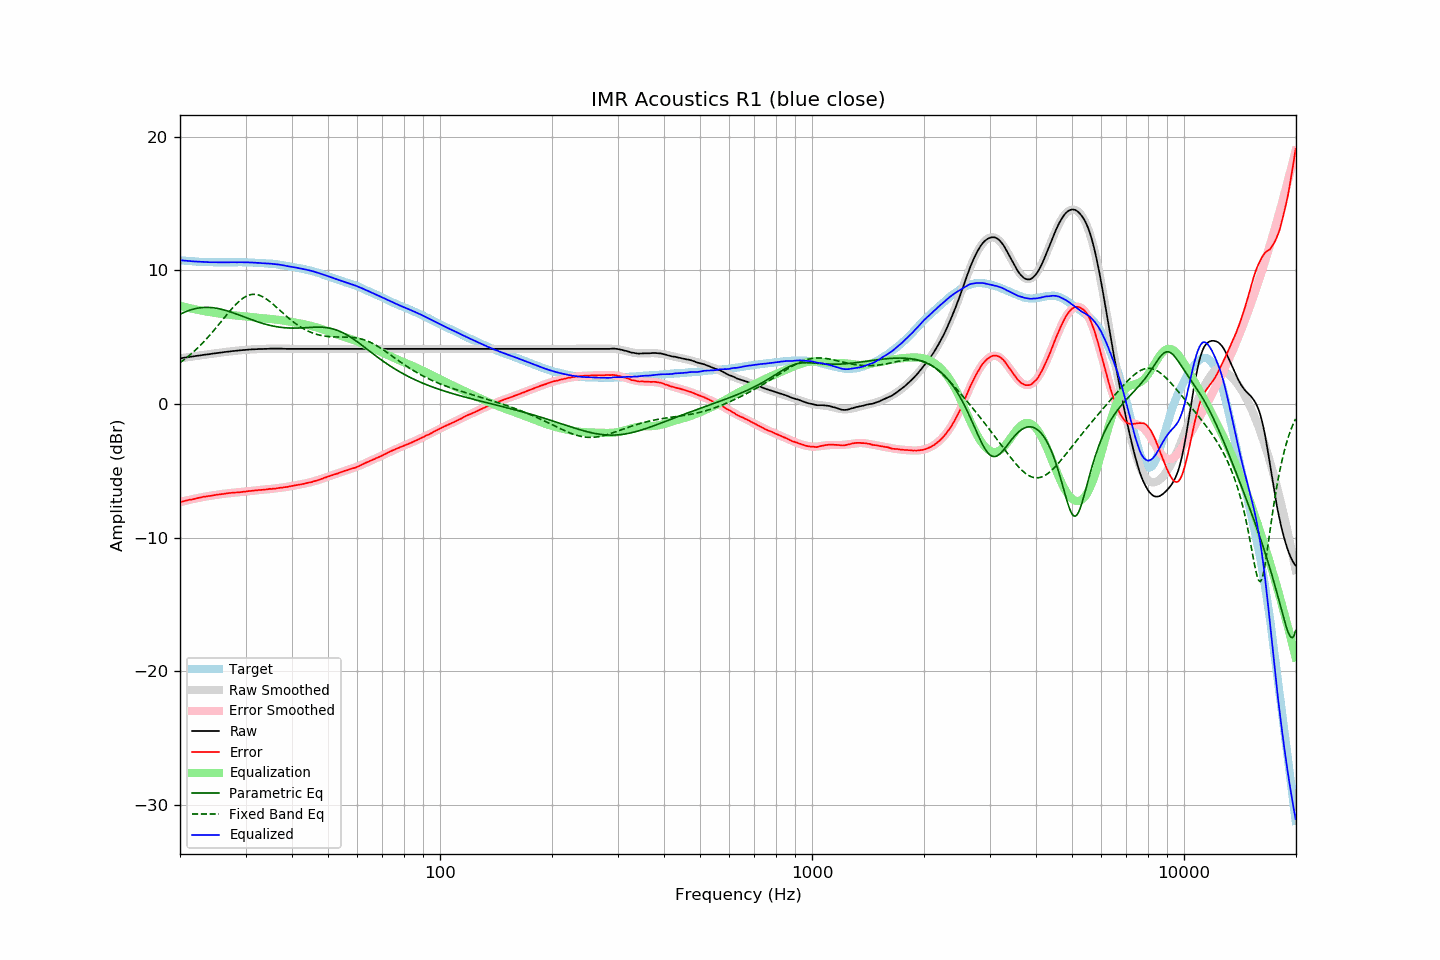 IMR Acoustics R1 (blue close)
20
10
0
−10
−20
−30
Amplitude (dBr)
Target
Raw Smoothed
Error Smoothed
Raw
Error
Equalization
Parametric Eq
Fixed Band Eq
Equalized
100
1000
10000
Frequency (Hz)